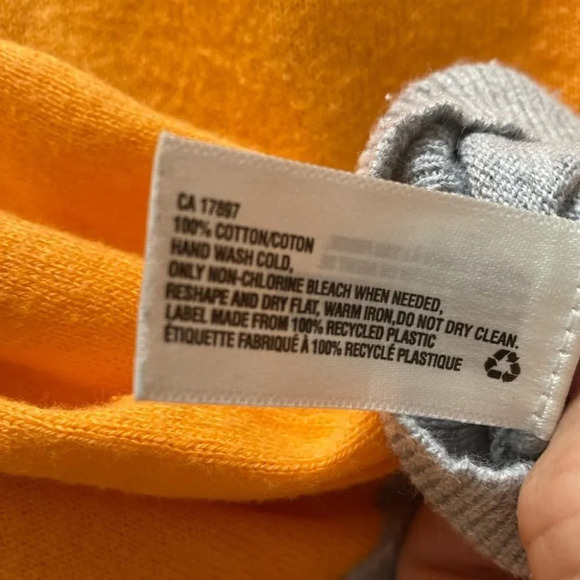 CA 17897
100% COTTON/COTON
HAND WASH COLD,
ONLY NON-CHLORINE BLEACH WHEN NEEDED,
RESHAPE AND DRY FLAT, WARM IRON,DO NOT DRY CLEAN.
LABEL MADE FROM 100% RECYCLED PLASTIC
ÉTIQUETTE FABRIQUÉ À 100% RECYCLÉ PLASTIQUE